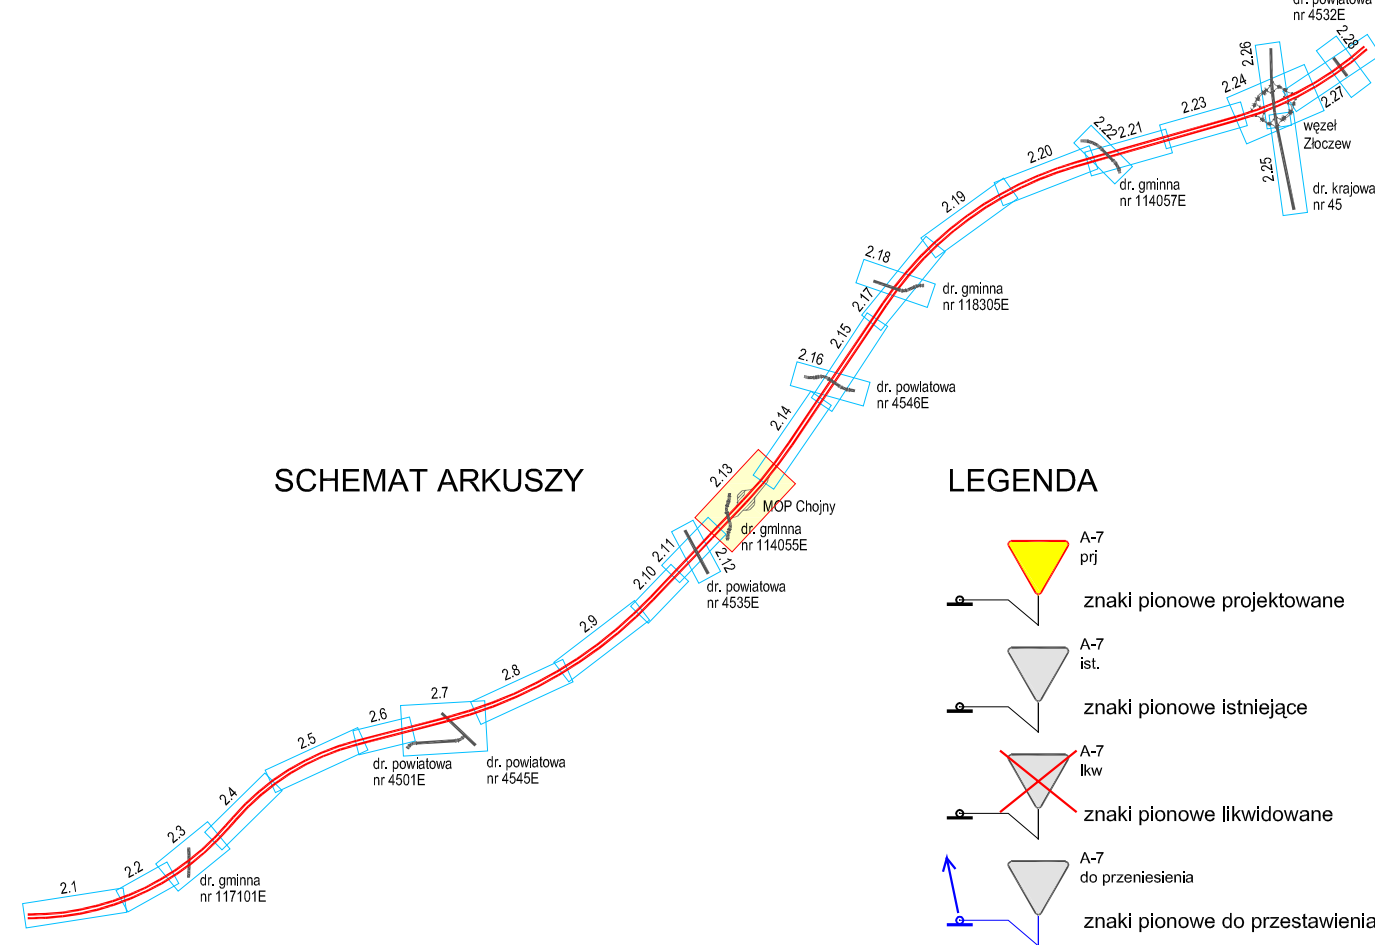 dr. powiatowa
nr 4532E
2.28
2.26
2.27
2.24
2.23
węzeł
Złoczew
2.22
2.21
2.25
2.20
dr. gminna
nr 114057E
dr. krajowa
nr 45
2.19
2.18
dr. gminna
nr 118305E
2.17
2.15
2.16
dr. powiatowa
nr 4546E
2.14
SCHEMAT ARKUSZY
LEGENDA
2.13
MOP Chojny
dr. gminna
nr 114055E
2.11
2.12
2.10
dr. powiatowa
nr 4535E
2.9
2.8
2.7
2.6
2.5
dr. powiatowa
nr 4501E
dr. powiatowa
nr 4545E
2.4
2.3
2.2
2.1
dr. gminna
nr 117101E
A-7
prj
znaki pionowe projektowane
A-7
ist.
znaki pionowe istniejące
A-7
lkw
znaki pionowe likwidowane
A-7
do przeniesienia
znaki pionowe do przestawienia